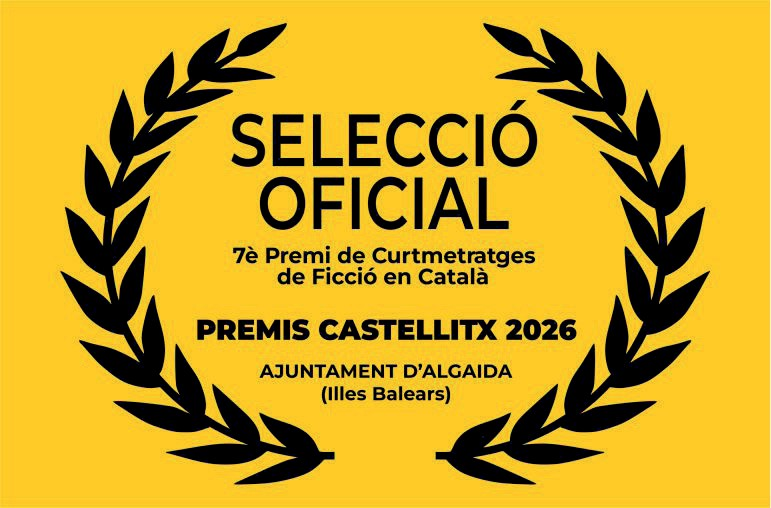 SELECCIÓ
OFICIAL
7è Premi de Curtmetratges
de Ficció en Català
PREMIS CASTELLITX 2026
AJUNTAMENT D'ALGAIDA
(Illes Balears)